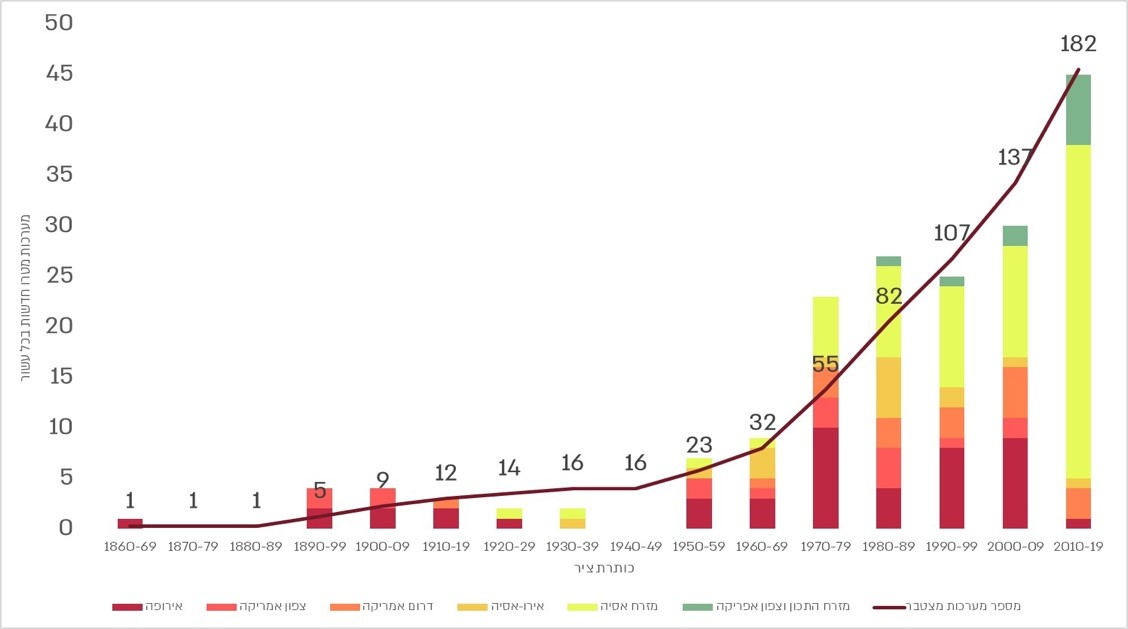 50
45
40
35
30
25
20
15
10
5
0
מערכות מטרו חדשות בכל עשור
1 1 1 5 9 12 14 16 16 23 32 55 82 107 137 182
1860-69 1870-79 1880-89 1890-99 1900-09 1910-19 1920-29 1930-39 1940-49 1950-59 1960-69 1970-79 1980-89 1990-99 2000-09 2010-19
כותרת ציר
אירופה צפון אמריקה דרום אמריקה אירו-אסיה מזרח אסיה מזרח התכון וצפון אפריקה מספר מערכות מצטבר